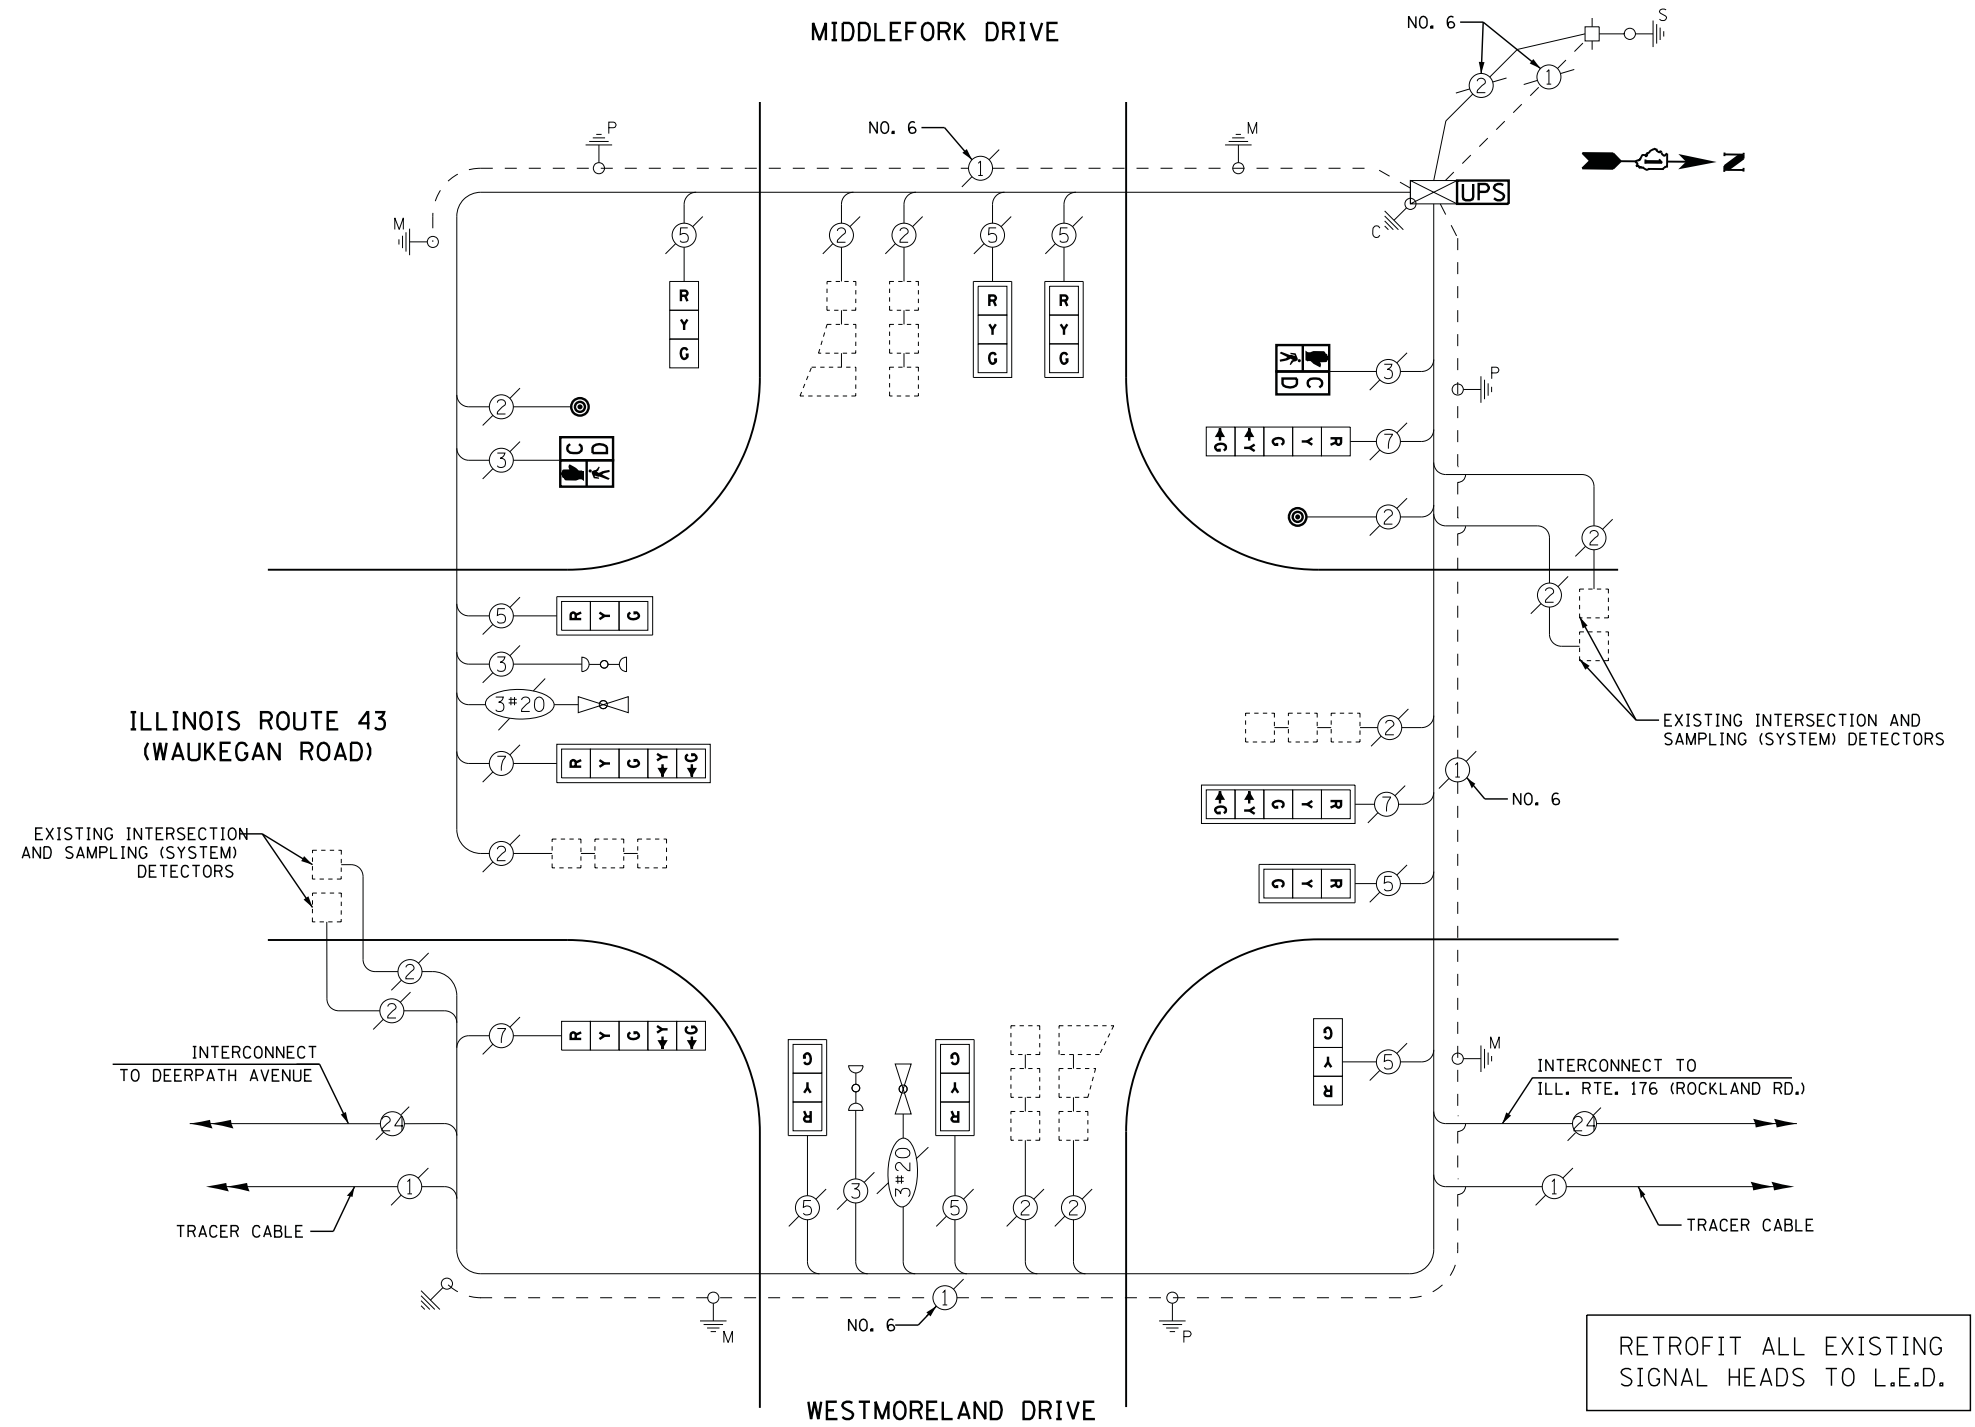 MIDDLEFORK DRIVE
NO. 6
S
2
1
P
NO. 6
1
M
N
UPS
C
M
5
2
2
5
5
R
Y
G
R
Y
G
R
Y
G
3
C
D
P
2
3
C D
←G ←Y G Y R
7
2
2
2
5
R Y G
3
3#20
7
R Y G ←Y ←G
2
ILLINOIS ROUTE 43
(WAUKEGAN ROAD)
EXISTING INTERSECTION AND
SAMPLING (SYSTEM) DETECTORS
2
1
NO. 6
←G ←Y G Y R
7
G Y R
5
EXISTING INTERSECTION
AND SAMPLING (SYSTEM)
DETECTORS
2
2
7
R Y G ←Y ←G
INTERCONNECT
TO DEERPATH AVENUE
24
1
TRACER CABLE
G
Y
R
G
Y
R
5
3
3#20
5
2
2
G
Y
R
5
M
INTERCONNECT TO
ILL. RTE. 176 (ROCKLAND RD.)
24
1
TRACER CABLE
M
NO. 6
1
P
RETROFIT ALL EXISTING
SIGNAL HEADS TO L.E.D.
WESTMORELAND DRIVE